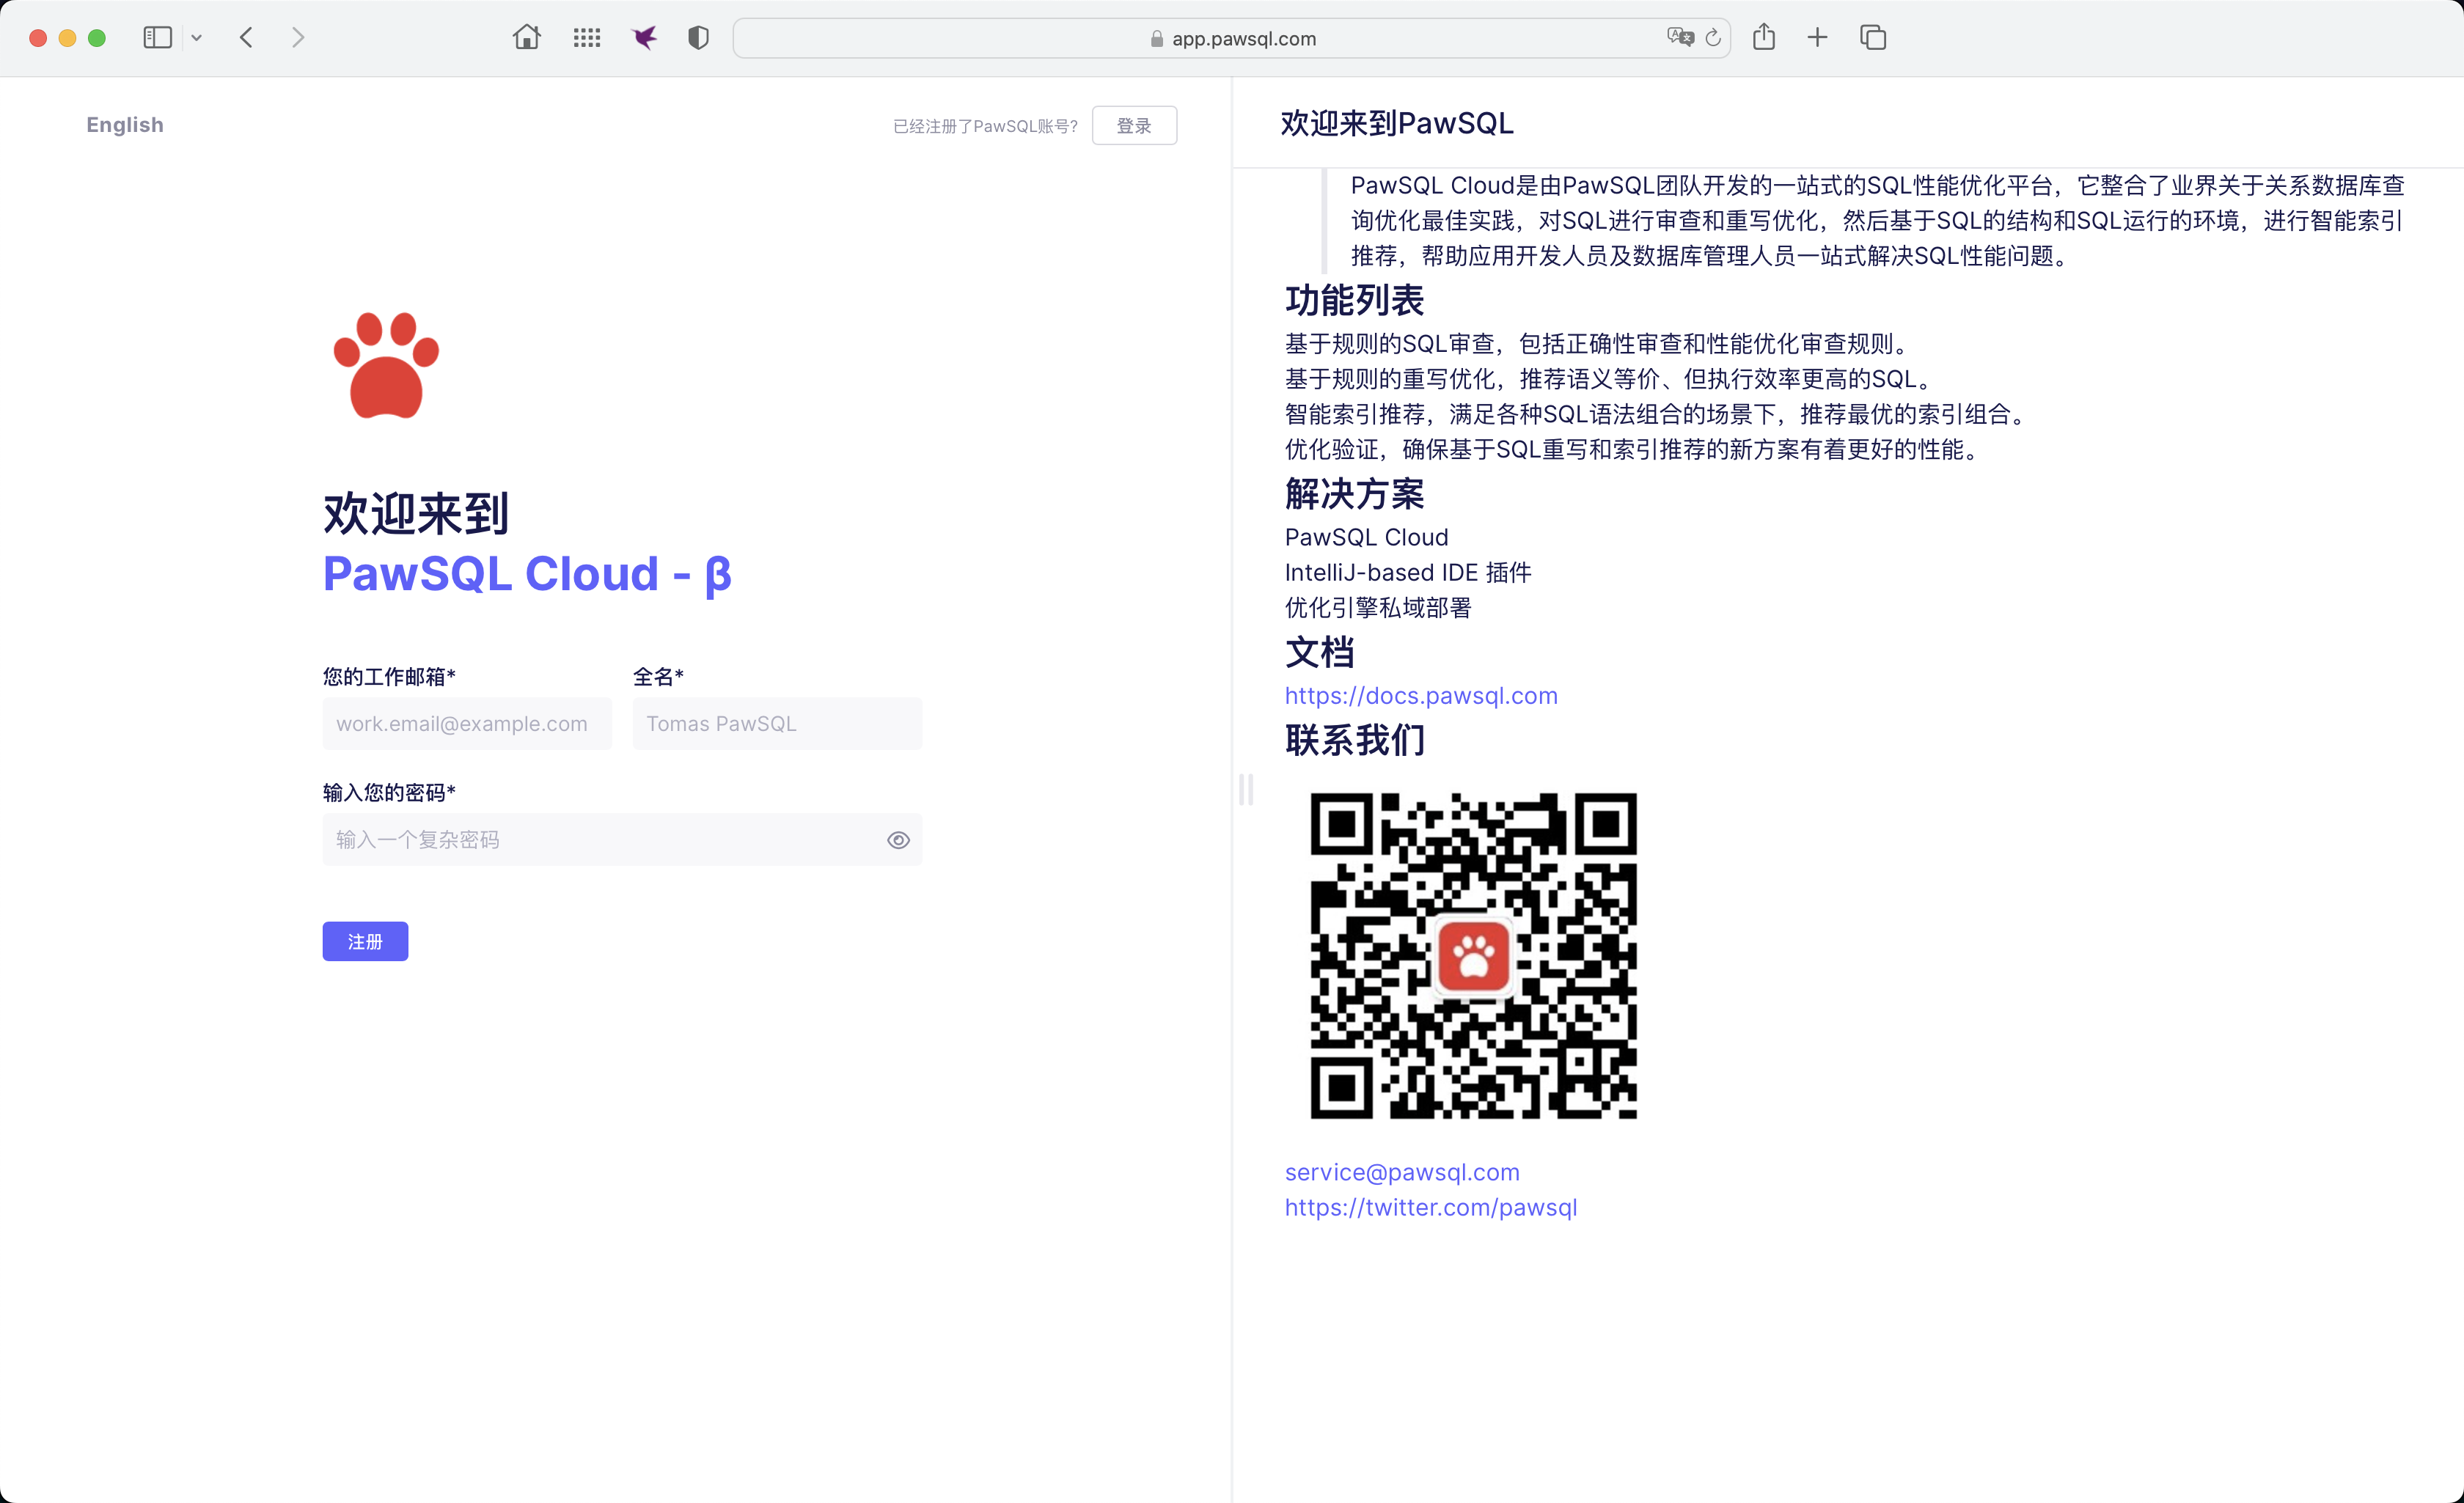 app.pawsql.com
English
已经注册了PawSQL账号?
登录
欢迎来到
PawSQL Cloud - β
您的工作邮箱*
全名*
work.email@example.com
Tomas PawSQL
输入您的密码*
输入一个复杂密码
注册
欢迎来到PawSQL
PawSQL Cloud是由PawSQL团队开发的一站式的SQL性能优化平台，它整合了业界关于关系数据库查
询优化最佳实践，对SQL进行审查和重写优化，然后基于SQL的结构和SQL运行的环境，进行智能索引
推荐，帮助应用开发人员及数据库管理人员一站式解决SQL性能问题。
功能列表
基于规则的SQL审查，包括正确性审查和性能优化审查规则。
基于规则的重写优化，推荐语义等价、但执行效率更高的SQL。
智能索引推荐，满足各种SQL语法组合的场景下，推荐最优的索引组合。
优化验证，确保基于SQL重写和索引推荐的新方案有着更好的性能。
解决方案
PawSQL Cloud
IntelliJ-based IDE 插件
优化引擎私域部署
文档
https://docs.pawsql.com
联系我们
service@pawsql.com
https://twitter.com/pawsql